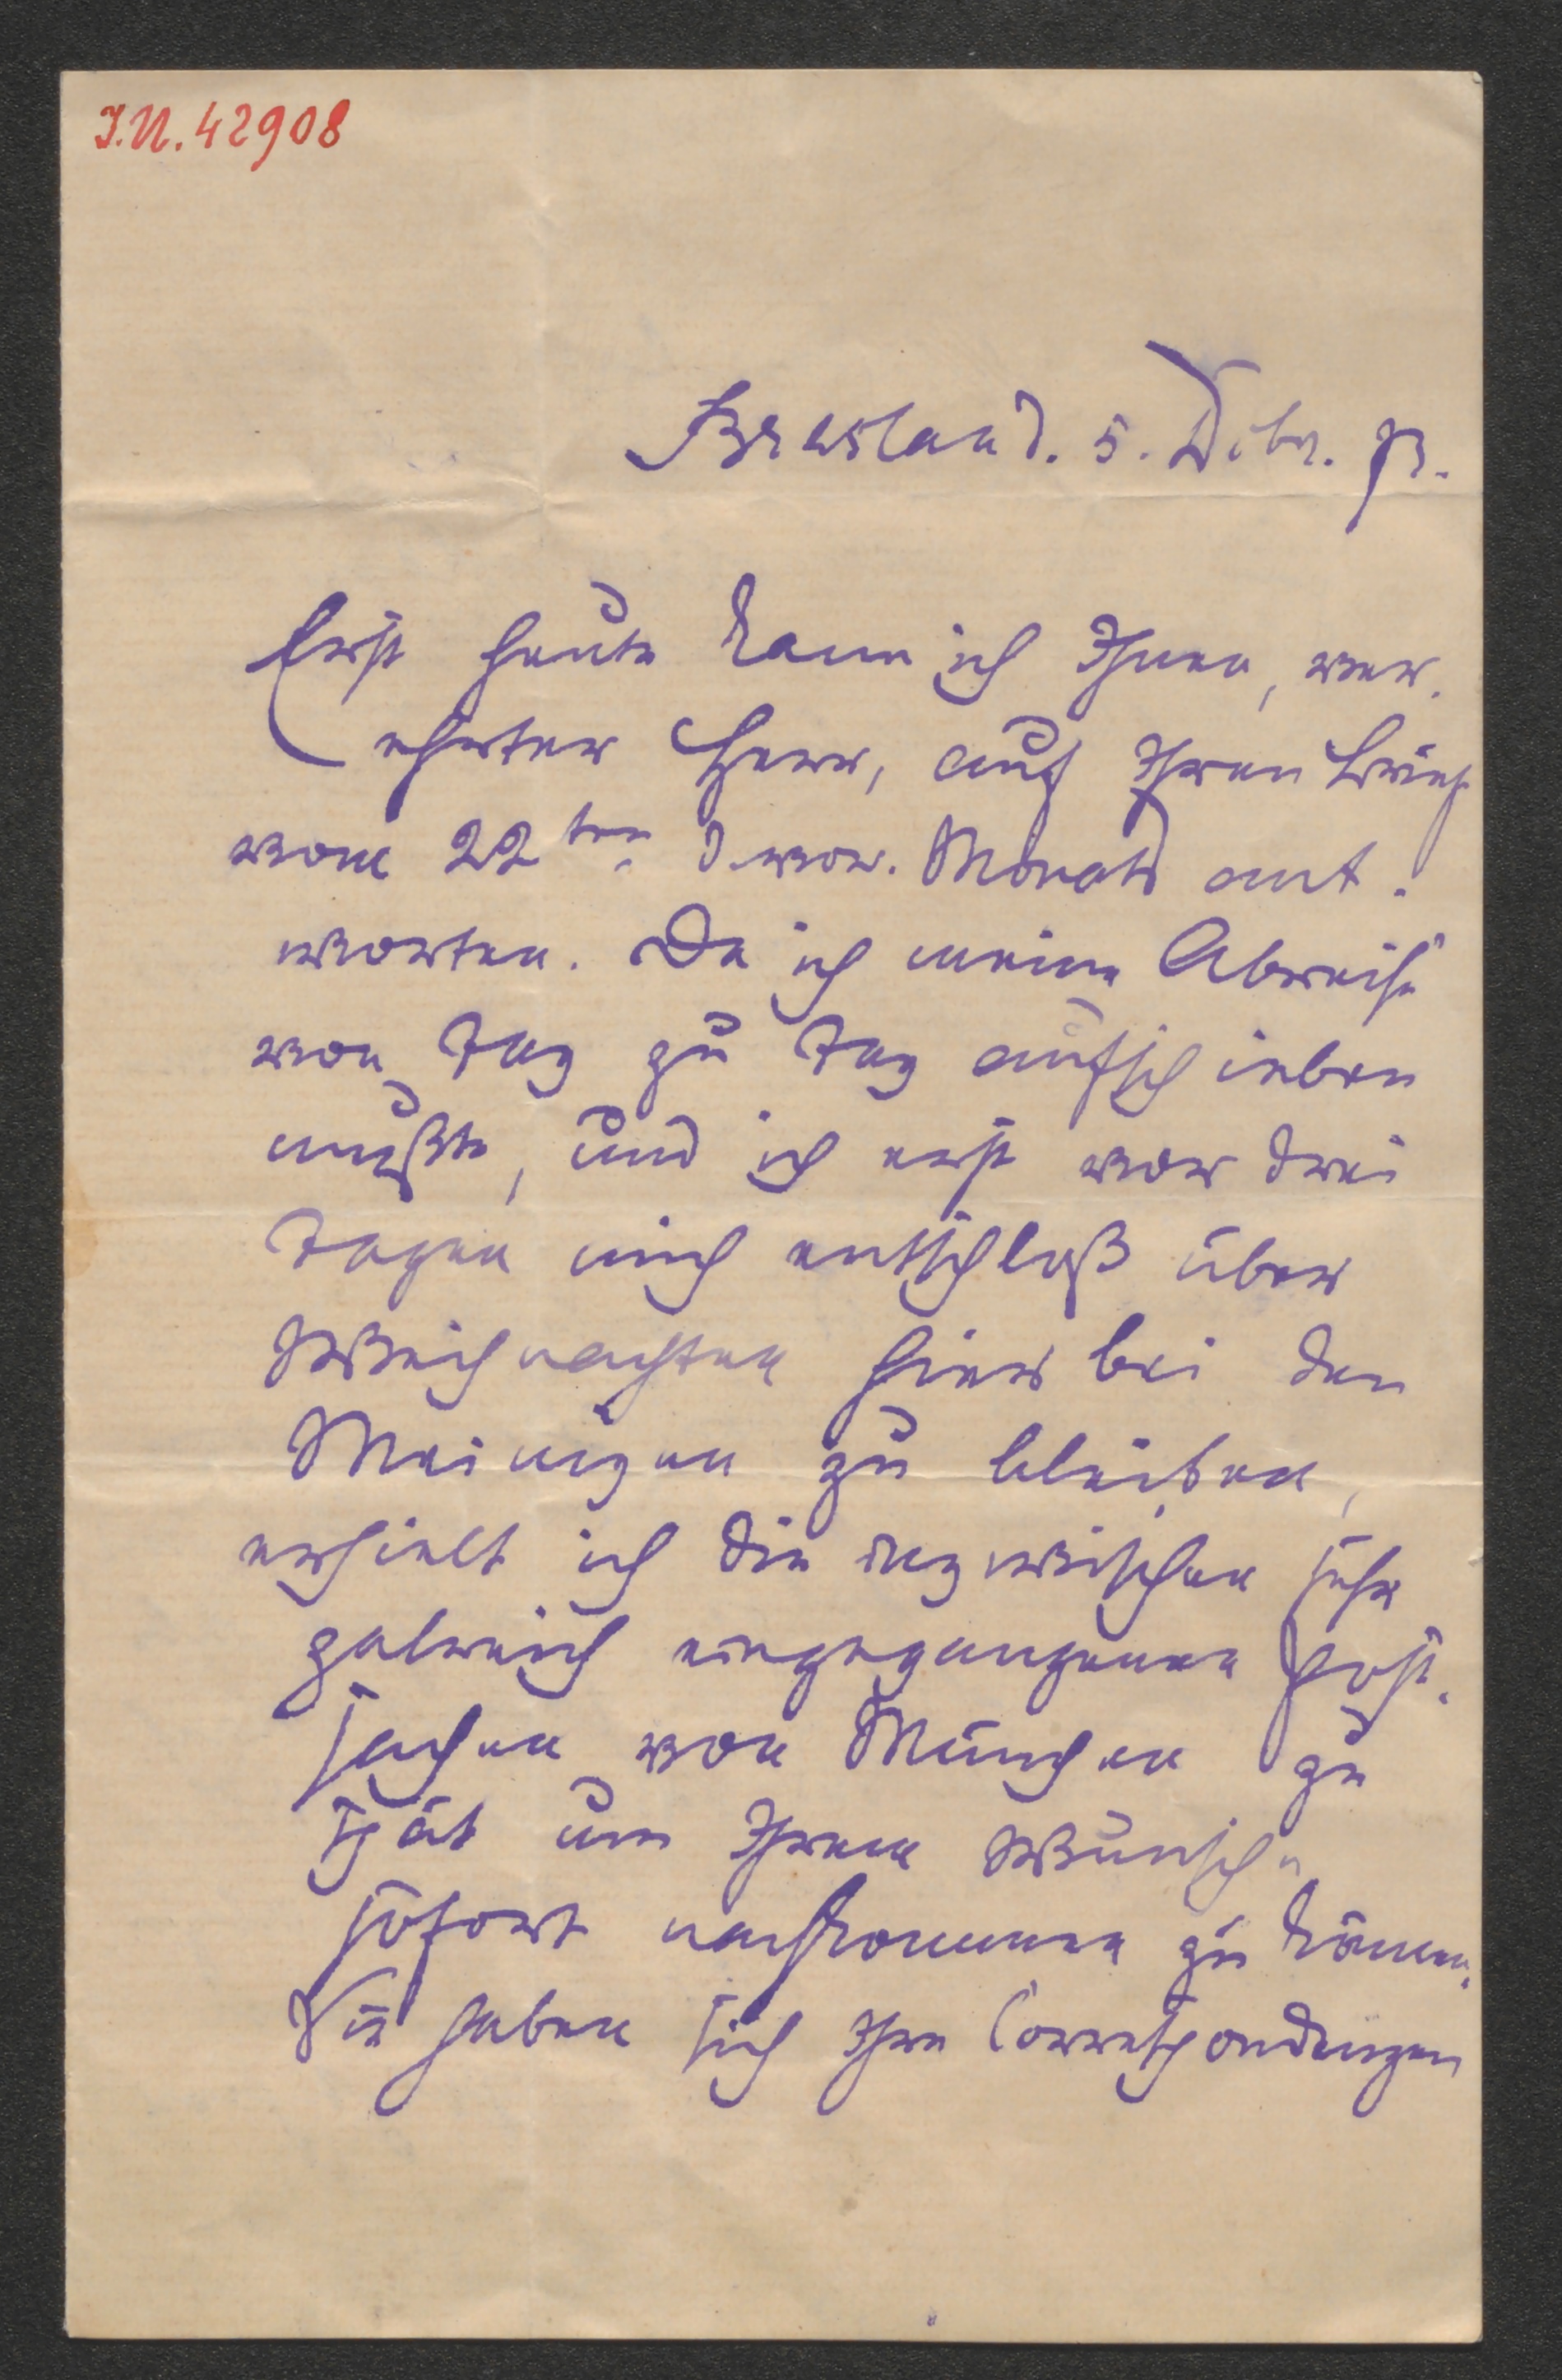 I.N. 42908
Breslau d. 5. Dcbr. 93.
Erst heute kann ich Ihnen, ver-
ehrter Herr, auf Ihren Brief
vom 22ten d. vor. Monats ant-
worten. Da ich meine Abreise
von Tag zu Tag aufschieben
mußte, und ich erst vor drei
Tagen mich entschloß über
Weihnachten hier bei den
Meinigen zu bleiben,
erhielt ich die inzwischen sehr
zalreich eingegangenen Post-
sachen von München zu
spät um Ihrem Wunsche
sofort nachkommen zu können.
Sie haben sich Ihre Correspondenzen